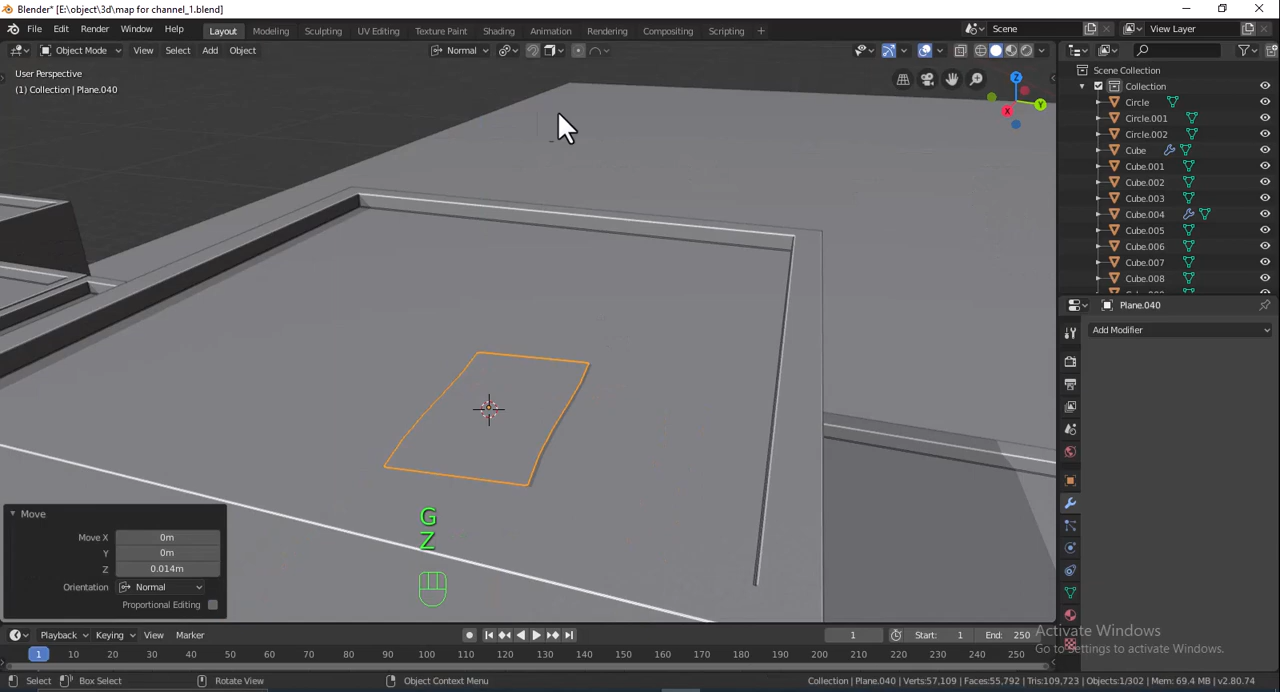 Blender* [E:\object\3d\map for channel_1.blend]
File Edit Render Window Help Layout Modeling Sculpting UV Editing Texture Paint Shading Animation Rendering Compositing Scripting + Scene View Layer
Object Mode View Select Add Object Normal
User Perspective
(1) Collection | Plane.040
Z
Y
X
Scene Collection
Collection
Circle
Circle.001
Circle.002
Cube
Cube.001
Cube.002
Cube.003
Cube.004
Cube.005
Cube.006
Cube.007
Cube.008
Plane.040
Add Modifier
G
Z
Move
Move X 0m
Y 0m
Z 0.014m
Orientation Normal
Proportional Editing
Playback Keying View Marker 1 Start: 1 End: 250
1 10 20 30 40 50 60 70 80 90 100 110 120 130 140 150 160 170 180 190 200 210 220 230 240 250
Activate Windows
Go to Settings to activate Windows.
Select Box Select Rotate View Object Context Menu Collection | Plane.040 | Verts:57,109 | Faces:55,792 | Tris:109,723 | Objects:1/302 | Mem: 69.4 MB | v2.80.74